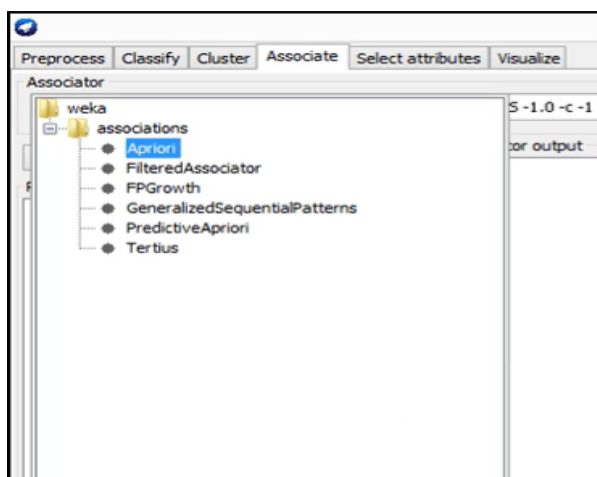 Preprocess Classify Cluster Associate Select attributes Visualize
Associator
weka
S -1.0 -c -1
associations
Apriori
or output
FilteredAssociator
FPGrowth
GeneralizedSequentialPatterns
PredictiveApriori
Tertius